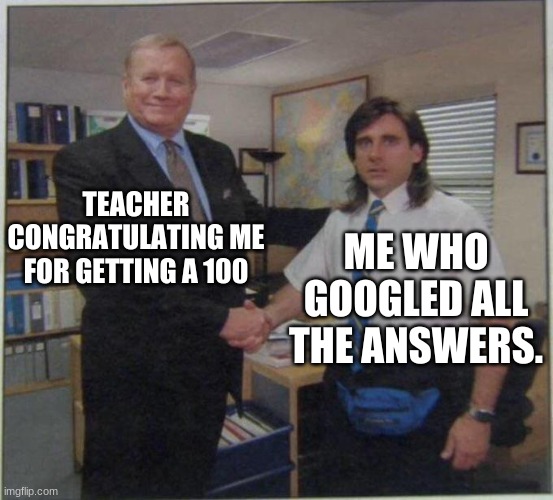 TEACHER
CONGRATULATING ME
FOR GETTING A 100
ME WHO
GOOGLED ALL
THE ANSWERS.
imgflip.com